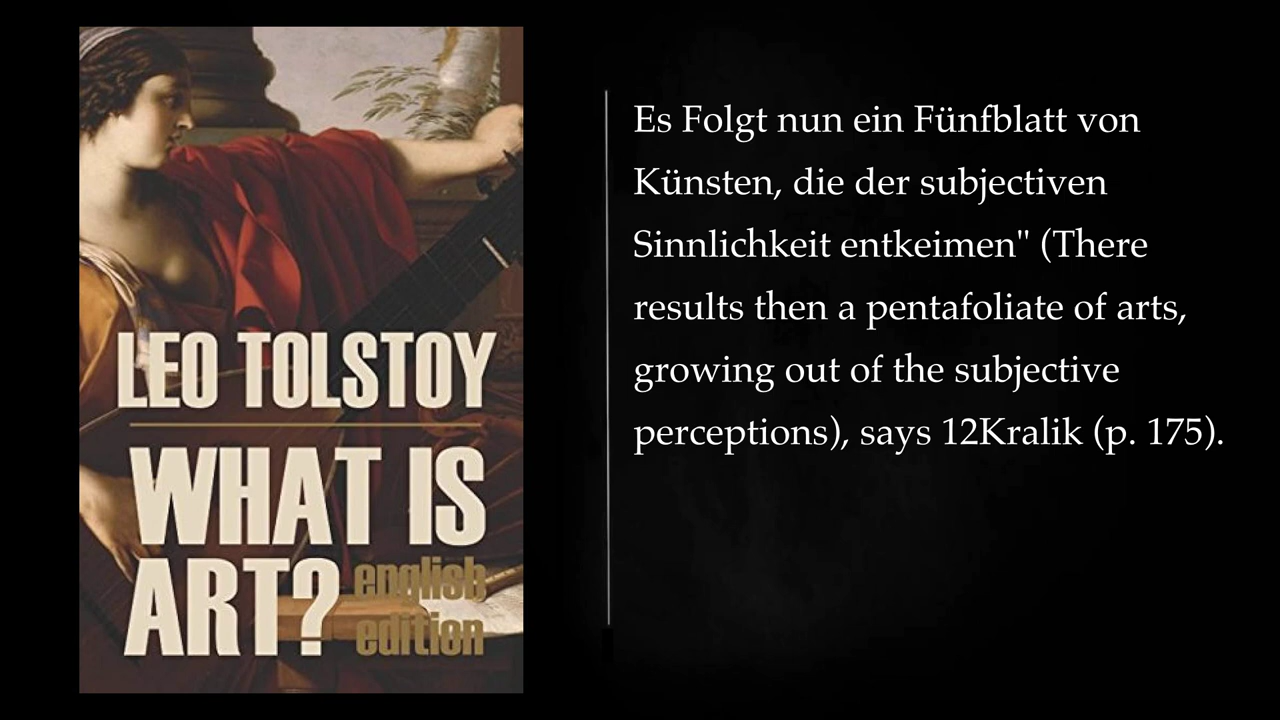 LEO TOLSTOY
WHAT IS
ART?
english
edition
Es Folgt nun ein Fünfblatt von
Künsten, die der subjectiven
Sinnlichkeit entkeimen" (There
results then a pentafoliate of arts,
growing out of the subjective
perceptions), says 12Kralik (p. 175).